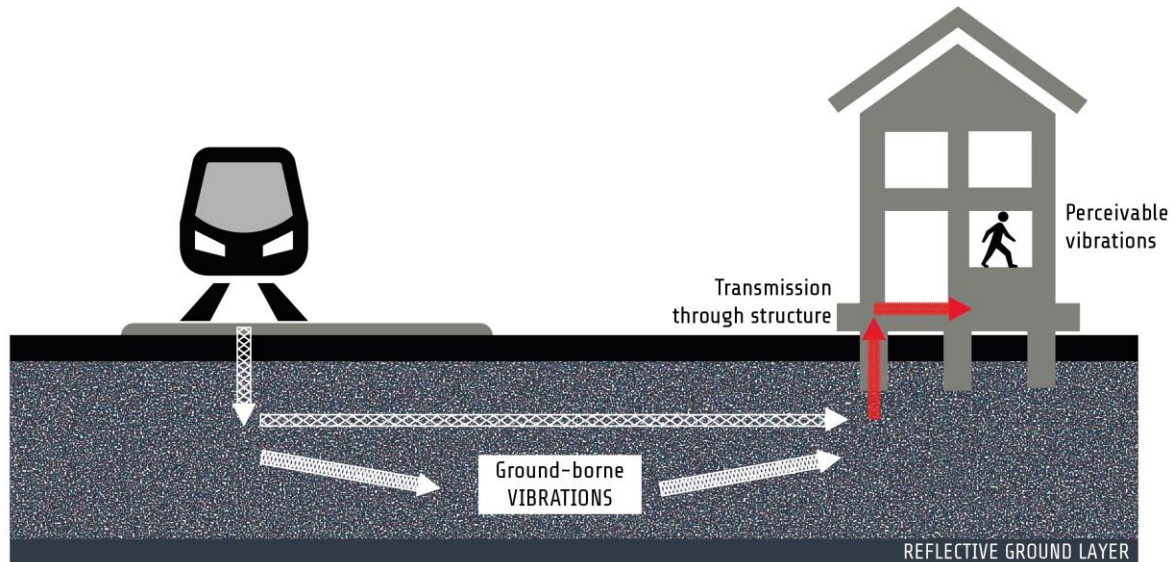 Perceivable
vibrations
Transmission
through structure
Ground-borne
VIBRATIONS
REFLECTIVE GROUND LAYER